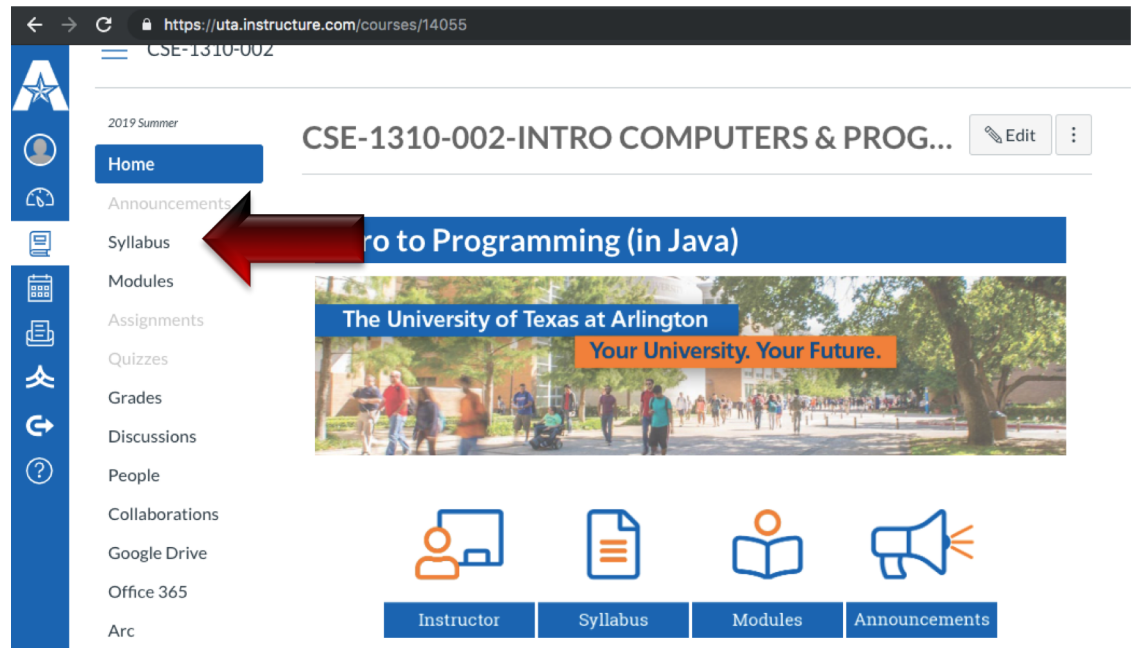 https://uta.instructure.com/courses/14055
CSE-1310-002
2019 Summer
CSE-1310-002-INTRO COMPUTERS & PROG...
Edit
Home
Announcements
Syllabus
ro to Programming (in Java)
Modules
Assignments
The University of Texas at Arlington
Your University. Your Future.
Quizzes
Grades
Discussions
People
Collaborations
Google Drive
Office 365
Arc
Instructor
Syllabus
Modules
Announcements